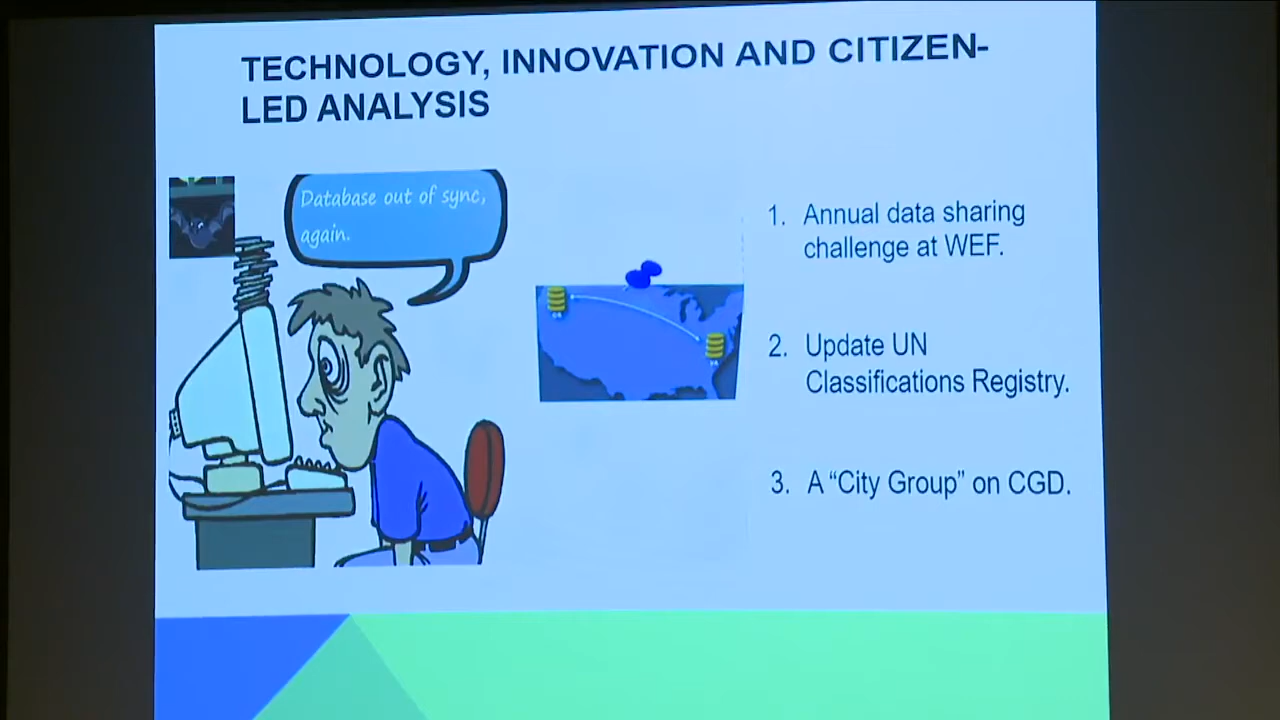 TECHNOLOGY, INNOVATION AND CITIZEN-
LED ANALYSIS
Database out of sync,
again.
1. Annual data sharing
challenge at WEF.
2. Update UN
Classifications Registry.
3. A “City Group” on CGD.